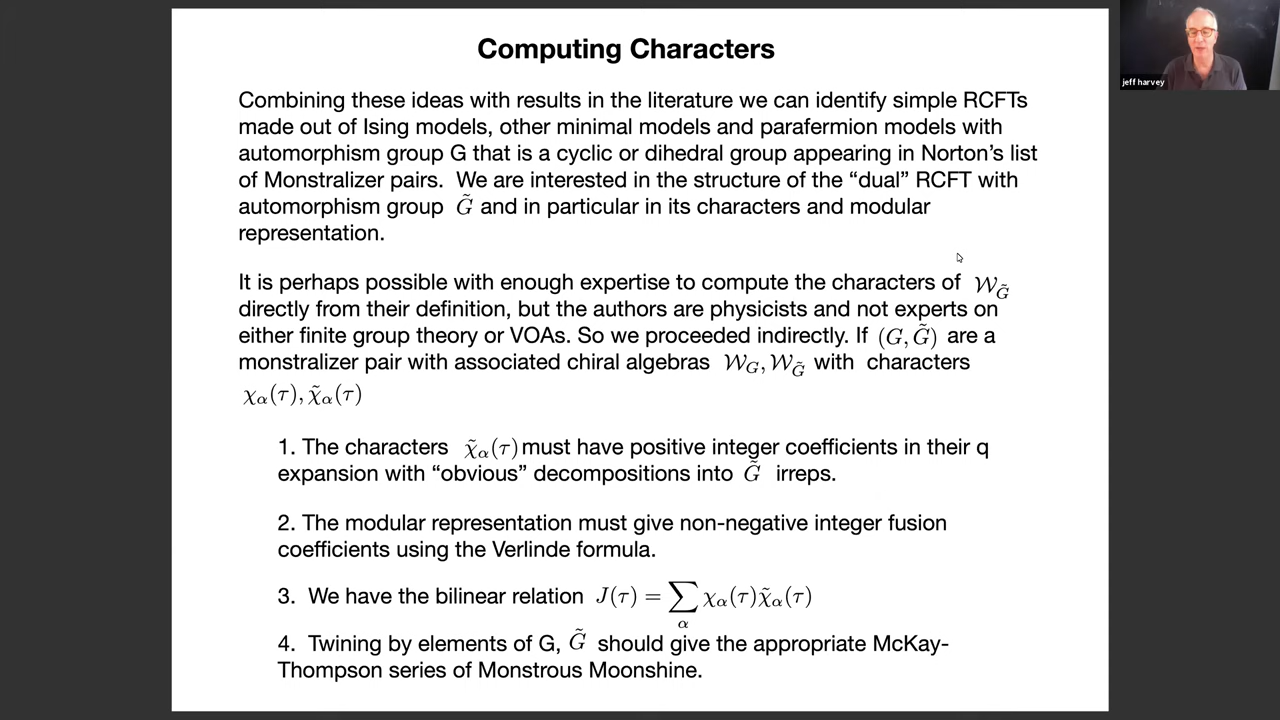 Computing Characters
jeff harvey
Combining these ideas with results in the literature we can identify simple RCFTs
made out of Ising models, other minimal models and parafermion models with
automorphism group G that is a cyclic or dihedral group appearing in Norton's list
of Monstralizer pairs. We are interested in the structure of the “dual” RCFT with
automorphism group G̃ and in particular in its characters and modular
representation.
It is perhaps possible with enough expertise to compute the characters of 𝒲_G̃
directly from their definition, but the authors are physicists and not experts on
either finite group theory or VOAs. So we proceeded indirectly. If (G, G̃) are a
monstralizer pair with associated chiral algebras 𝒲_G, 𝒲_G̃ with characters
χ_α(τ), χ̃_α(τ)
1. The characters χ̃_α(τ) must have positive integer coefficients in their q
expansion with “obvious” decompositions into G̃ irreps.
2. The modular representation must give non-negative integer fusion
coefficients using the Verlinde formula.
3. We have the bilinear relation J(τ) = ∑_α χ_α(τ)χ̃_α(τ)
4. Twining by elements of G, G̃ should give the appropriate McKay-
Thompson series of Monstrous Moonshine.